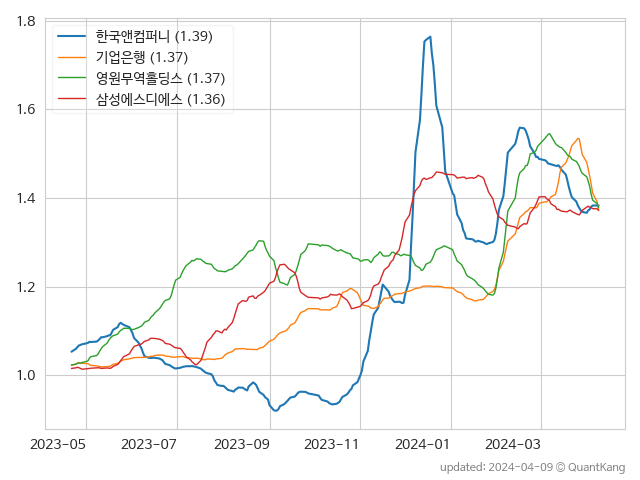 1.8
한국앤컴퍼니 (1.39)
기업은행 (1.37)
영원무역홀딩스 (1.37)
삼성에스디에스 (1.36)
1.6
1.4
1.2
1.0
2023-05 2023-07 2023-09 2023-11 2024-01 2024-03
updated: 2024-04-09 © QuantKang